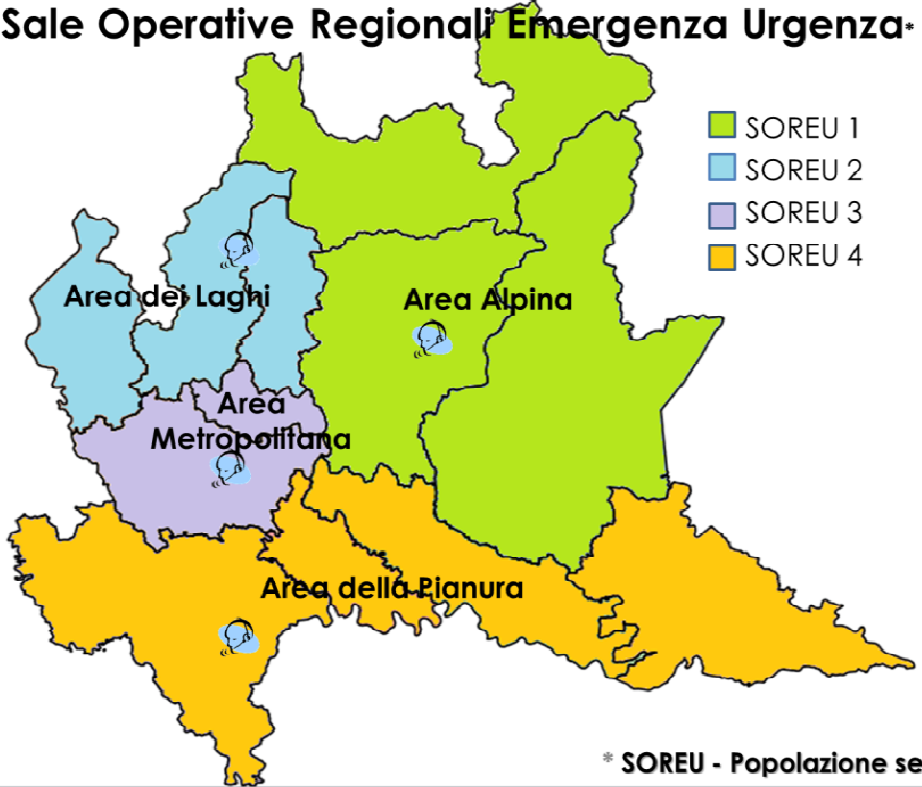 Sale Operative Regionali Emergenza Urgenza*
SOREU 1
SOREU 2
SOREU 3
SOREU 4
Area dei Laghi
Area Alpina
Area
Metropolitana
Area della Pianura
* SOREU - Popolazione se